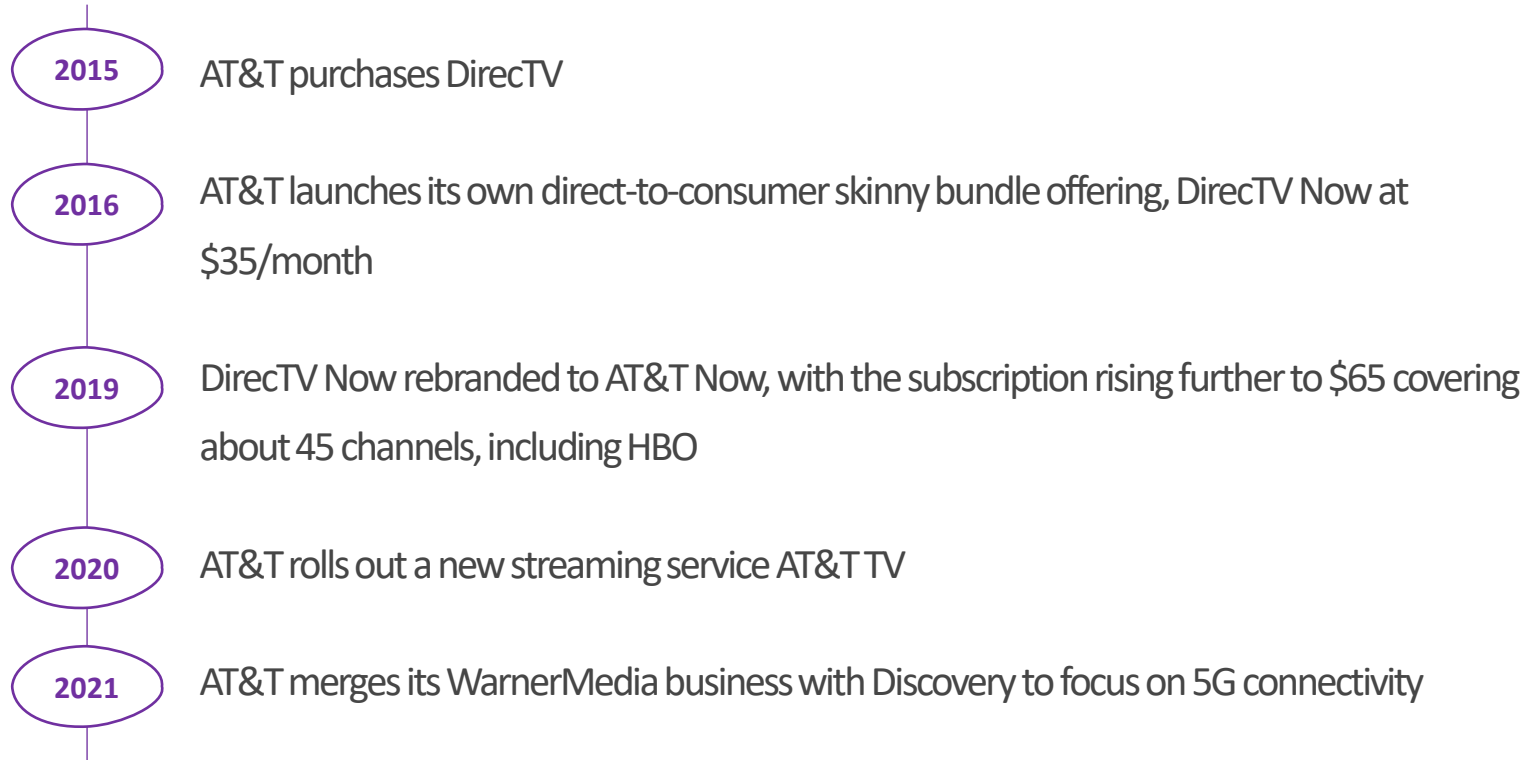 2015
AT&T purchases DirecTV
2016
AT&T launches its own direct-to-consumer skinny bundle offering, DirecTV Now at
$35/month
2019
DirecTV Now rebranded to AT&T Now, with the subscription rising further to $65 covering
about 45 channels, including HBO
2020
AT&T rolls out a new streaming service AT&T TV
2021
AT&T merges its WarnerMedia business with Discovery to focus on 5G connectivity